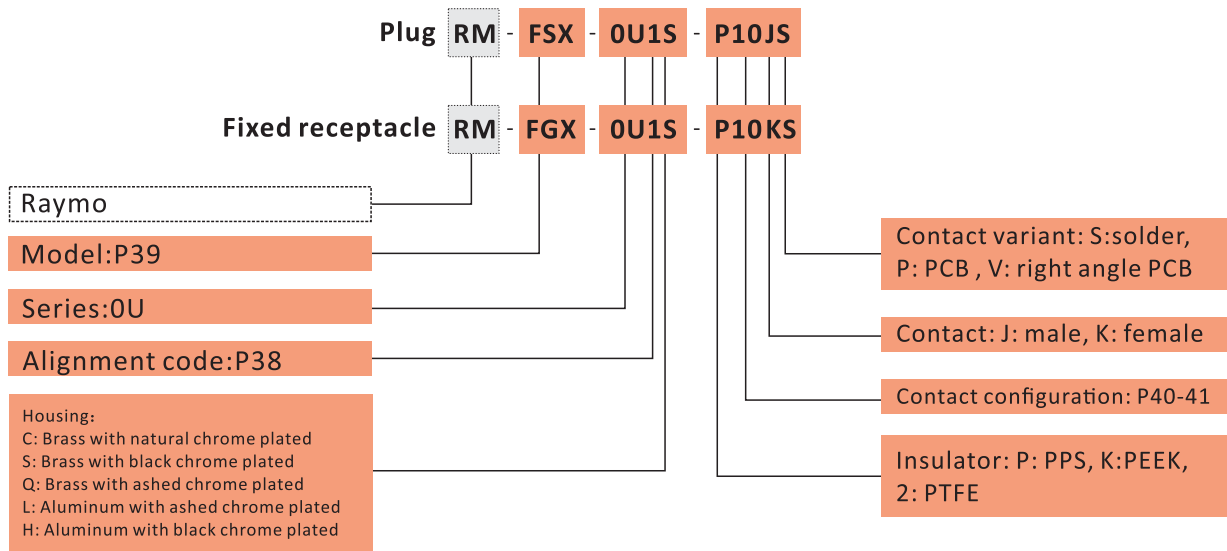 Plug RM - FSX - 0U1S - P10JS
Fixed receptacle RM - FGX - 0U1S - P10KS
Raymo
Model:P39
Series:0U
Alignment code:P38
Housing：
C: Brass with natural chrome plated
S: Brass with black chrome plated
Q: Brass with ashed chrome plated
L: Aluminum with ashed chrome plated
H: Aluminum with black chrome plated
Contact variant: S:solder,
P: PCB , V: right angle PCB
Contact: J: male, K: female
Contact configuration: P40-41
Insulator: P: PPS, K:PEEK,
2: PTFE